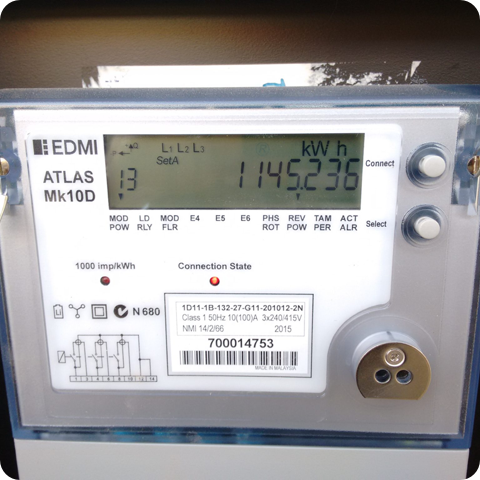 EDMI
ATLAS
Mk10D
L1 L2 L3
SetA
kW h
13
1145.236
Connect
Select
MOD POW
LD RLY
MOD FLR
E4
E5
E6
PHS ROT
REV POW
TAM PER
ACT ALR
1000 imp/kWh
Connection State
N 680
1D11-1B-132-27-G11-201012-2N
Class 1 50Hz 10(100)A 3x240/415V
NMI 14/2/66 2015
700014753
MADE IN MALAYSIA